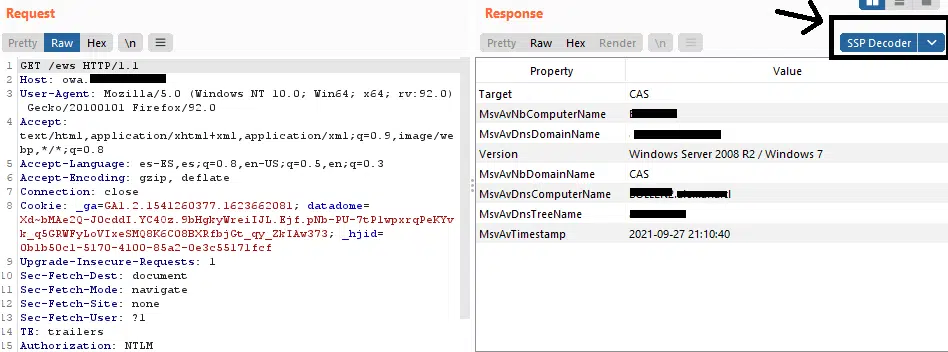 Request
Response
Pretty Raw Hex \n
Pretty Raw Hex Render \n
SSP Decoder
1 GET /ews HTTP/1.1
2 Host: owa.
3 User-Agent: Mozilla/5.0 (Windows NT 10.0; Win64; x64; rv:92.0)
Gecko/20100101 Firefox/92.0
4 Accept:
text/html,application/xhtml+xml,application/xml;q=0.9,image/we
bp,*/*;q=0.8
5 Accept-Language: es-ES,es;q=0.8,en-US;q=0.5,en;q=0.3
6 Accept-Encoding: gzip, deflate
7 Connection: close
8 Cookie: _ga=GA1.2.1541260377.1623662081; datadome=
Xd~bMAe2Q-J0cddI.YC40z.9bHgkyWreiIJL.Ejf.pNb-PU-7tPlwpxrqPeKYv
k_q5GRWFyLoVIxeSMQ8K6C08BXRfbjGt_qy_ZkIAw373; _hjid=
0b1b50c1-5170-4100-85a2-0e3c55171fcf
9 Upgrade-Insecure-Requests: 1
10 Sec-Fetch-Dest: document
11 Sec-Fetch-Mode: navigate
12 Sec-Fetch-Site: none
13 Sec-Fetch-User: ?1
14 TE: trailers
15 Authorization: NTLM
Property Value
Target CAS
MsvAvNbComputerName
MsvAvDnsDomainName
Version Windows Server 2008 R2 / Windows 7
MsvAvNbDomainName CAS
MsvAvDnsComputerName
MsvAvDnsTreeName
MsvAvTimestamp 2021-09-27 21:10:40